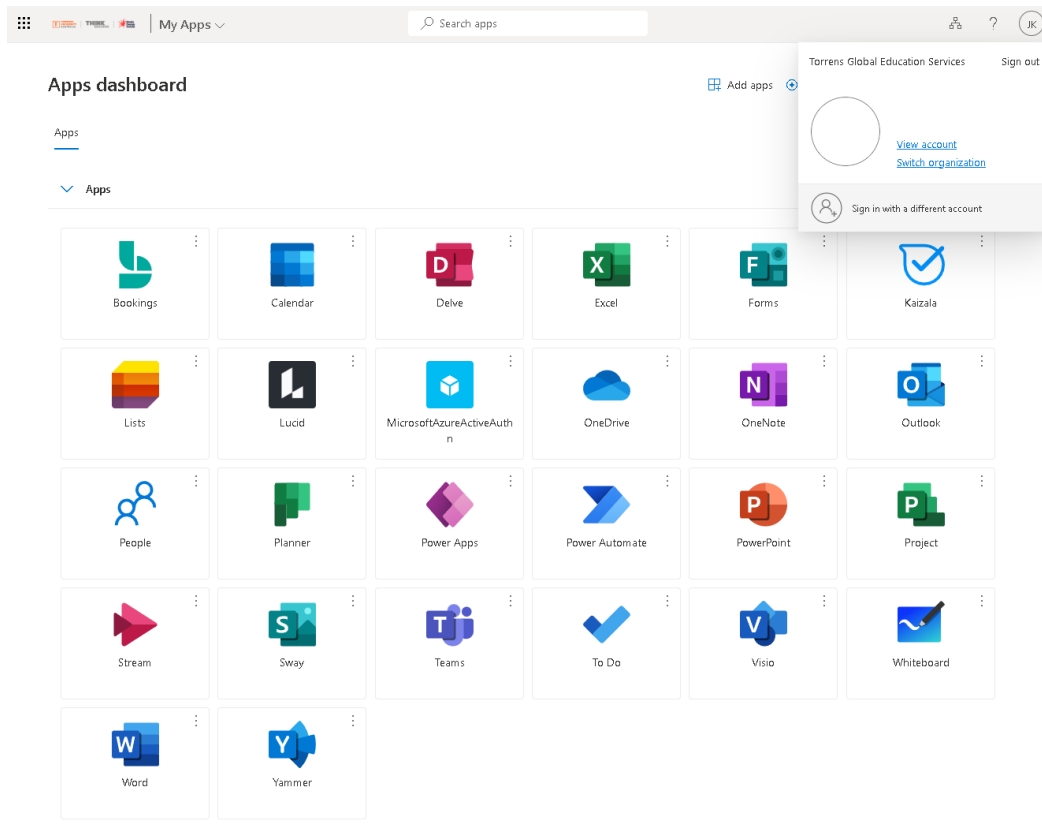 THINK
My Apps
Search apps
?
JK
Torrens Global Education Services
Sign out
Apps dashboard
Add apps
View account
Switch organization
Sign in with a different account
Apps
Apps
Bookings
Calendar
D
Delve
X
Excel
F
Forms
Kaizala
Lists
Lucid
MicrosoftAzureActiveAuth
n
OneDrive
N
OneNote
O
Outlook
People
Planner
Power Apps
Power Automate
P
PowerPoint
P
Project
Stream
S
Sway
T
Teams
To Do
V
Visio
Whiteboard
W
Word
Y
Yammer